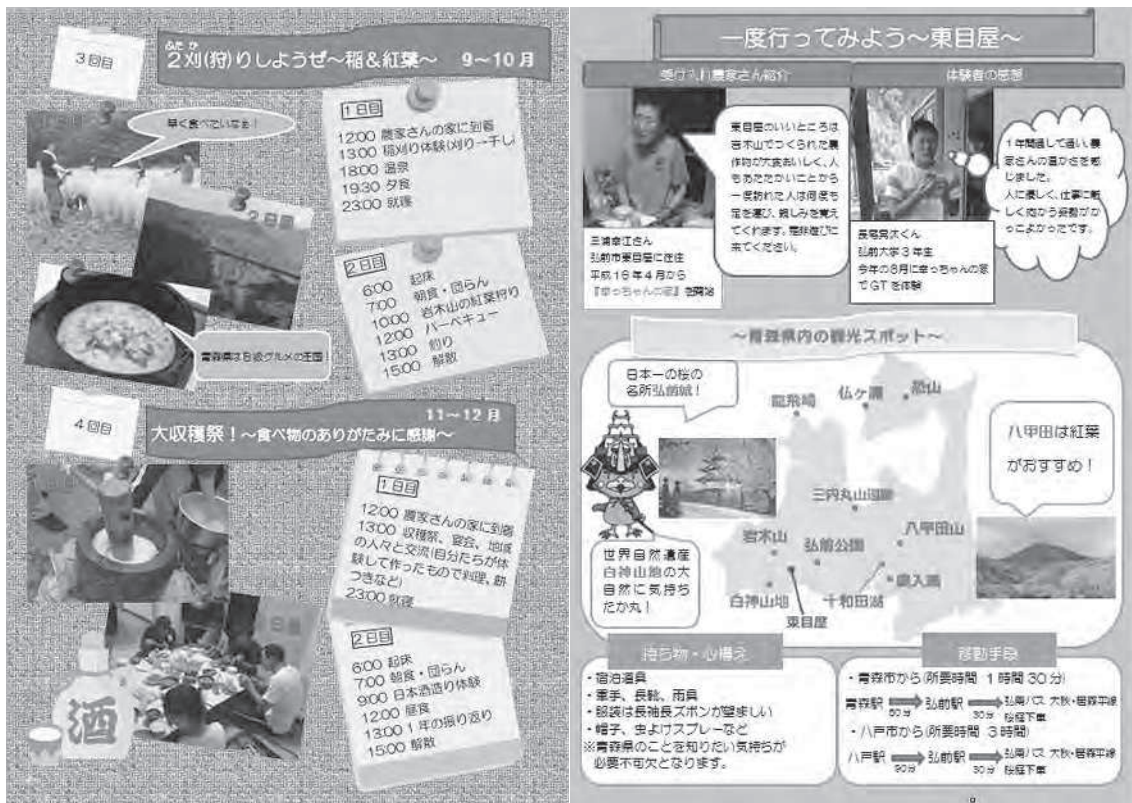 3回目
ふたか
2刈(狩)りしようぜ~稲&紅葉~ 9~10月
早く食べたいなぁ!
1日目
12:00 農家さんの家に到着
13:00 稲刈り体験(刈り→干し)
18:00 温泉
19:30 夕食
23:00 就寝
2日目
6:00 起床
7:00 朝食・団らん
10:00 岩木山の紅葉狩り
12:00 バーベキュー
13:00 釣り
15:00 解散
青森県はB級グルメの王国!
4回目
11~12月
大収穫祭!~食べ物のありがたみに感謝~
1日目
12:00 農家さんの家に到着
13:00 収穫祭、宴会、地域
の人々と交流(自分たちが体
験して作ったもので料理、餅
つきなど)
23:00 就寝
2日目
6:00 起床
7:00 朝食・団らん
9:00 日本酒造り体験
12:00 昼食
13:00 1年の振り返り
15:00 解散
酒
一度行ってみよう~東目屋~
受け入れ農家さん紹介
東目屋のいいところは
岩木山でつくられた農
作物が大変おいしく、人
もあたたかいことから
一度訪れた人は何度も
足を運び、親しみを覚え
てくれます。是非遊びに
来てください。
三浦幸江さん
弘前市東目屋に在住
平成16年4月から
『幸っちゃんの家』を開始
体験者の感想
1年間通して通い、農
家さんの温かさを感
じました。
人に優しく、仕事に厳
しく向かう姿勢がか
っこよかったです。
弘前大学3年生
今年の8月に幸っちゃんの家
でGTを体験
~青森県内の観光スポット~
日本一の桜の
名所弘前城!
龍飛崎
仏ヶ浦
恐山
八甲田は紅葉
がおすすめ!
三内丸山遺跡
岩木山
弘前公園
八甲田山
世界自然遺産
白神山地の大
自然に気持ち
たか丸!
奥入瀬
白神山地
十和田湖
東目屋
持ち物・心構え
・宿泊道具
・軍手、長靴、雨具
・服装は長袖長ズボンが望ましい
・帽子、虫よけスプレーなど
※青森県のことを知りたい気持ちが
必要不可欠となります。
移動手段
・青森市から(所要時間 1時間30分)
青森駅 弘前駅 弘南バス 大秋・居森平線
60分 30分 桜庭下車
・八戸市から(所要時間 3時間)
八戸駅 弘前駅 弘南バス 大秋・居森平線
90分 30分 桜庭下車